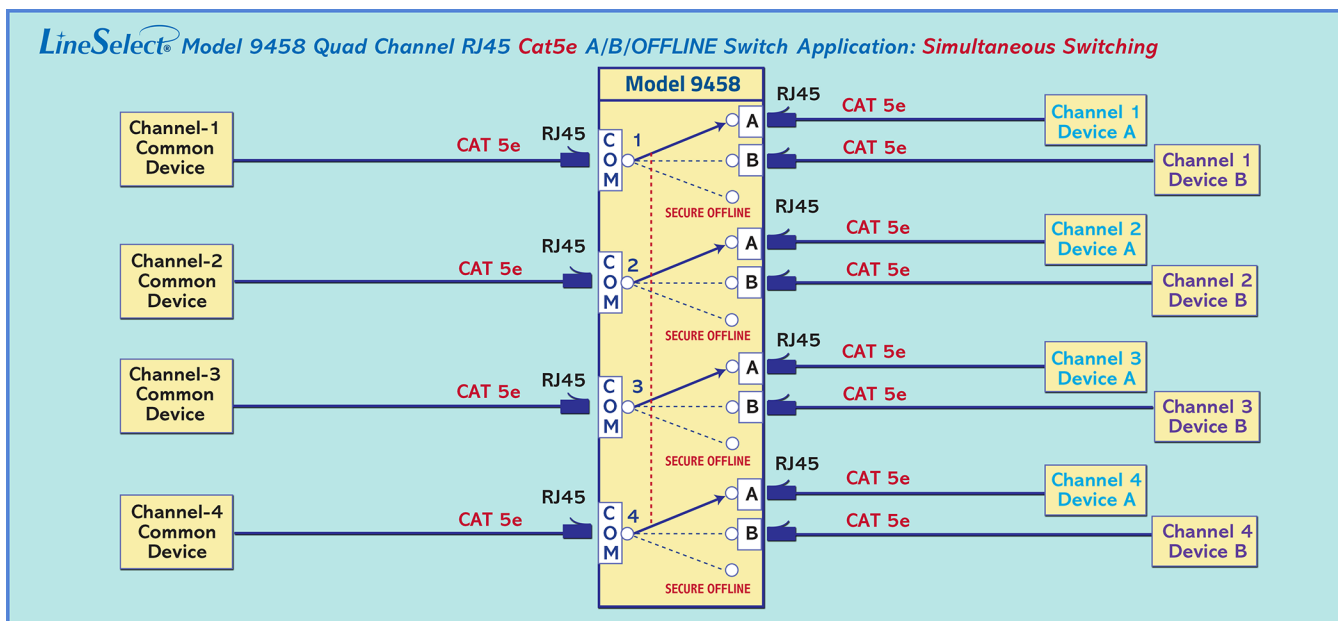 LineSelect® Model 9458 Quad Channel RJ45 Cat5e A/B/OFFLINE Switch Application: Simultaneous Switching
Model 9458
Channel-1
Common
Device
CAT 5e
RJ45
C
O
M
1
A
B
SECURE OFFLINE
RJ45
CAT 5e
Channel 1
Device A
CAT 5e
Channel 1
Device B
Channel-2
Common
Device
CAT 5e
RJ45
C
O
M
2
A
B
SECURE OFFLINE
RJ45
CAT 5e
Channel 2
Device A
CAT 5e
Channel 2
Device B
Channel-3
Common
Device
CAT 5e
RJ45
C
O
M
3
A
B
SECURE OFFLINE
RJ45
CAT 5e
Channel 3
Device A
CAT 5e
Channel 3
Device B
Channel-4
Common
Device
CAT 5e
RJ45
C
O
M
4
A
B
SECURE OFFLINE
RJ45
CAT 5e
Channel 4
Device A
CAT 5e
Channel 4
Device B